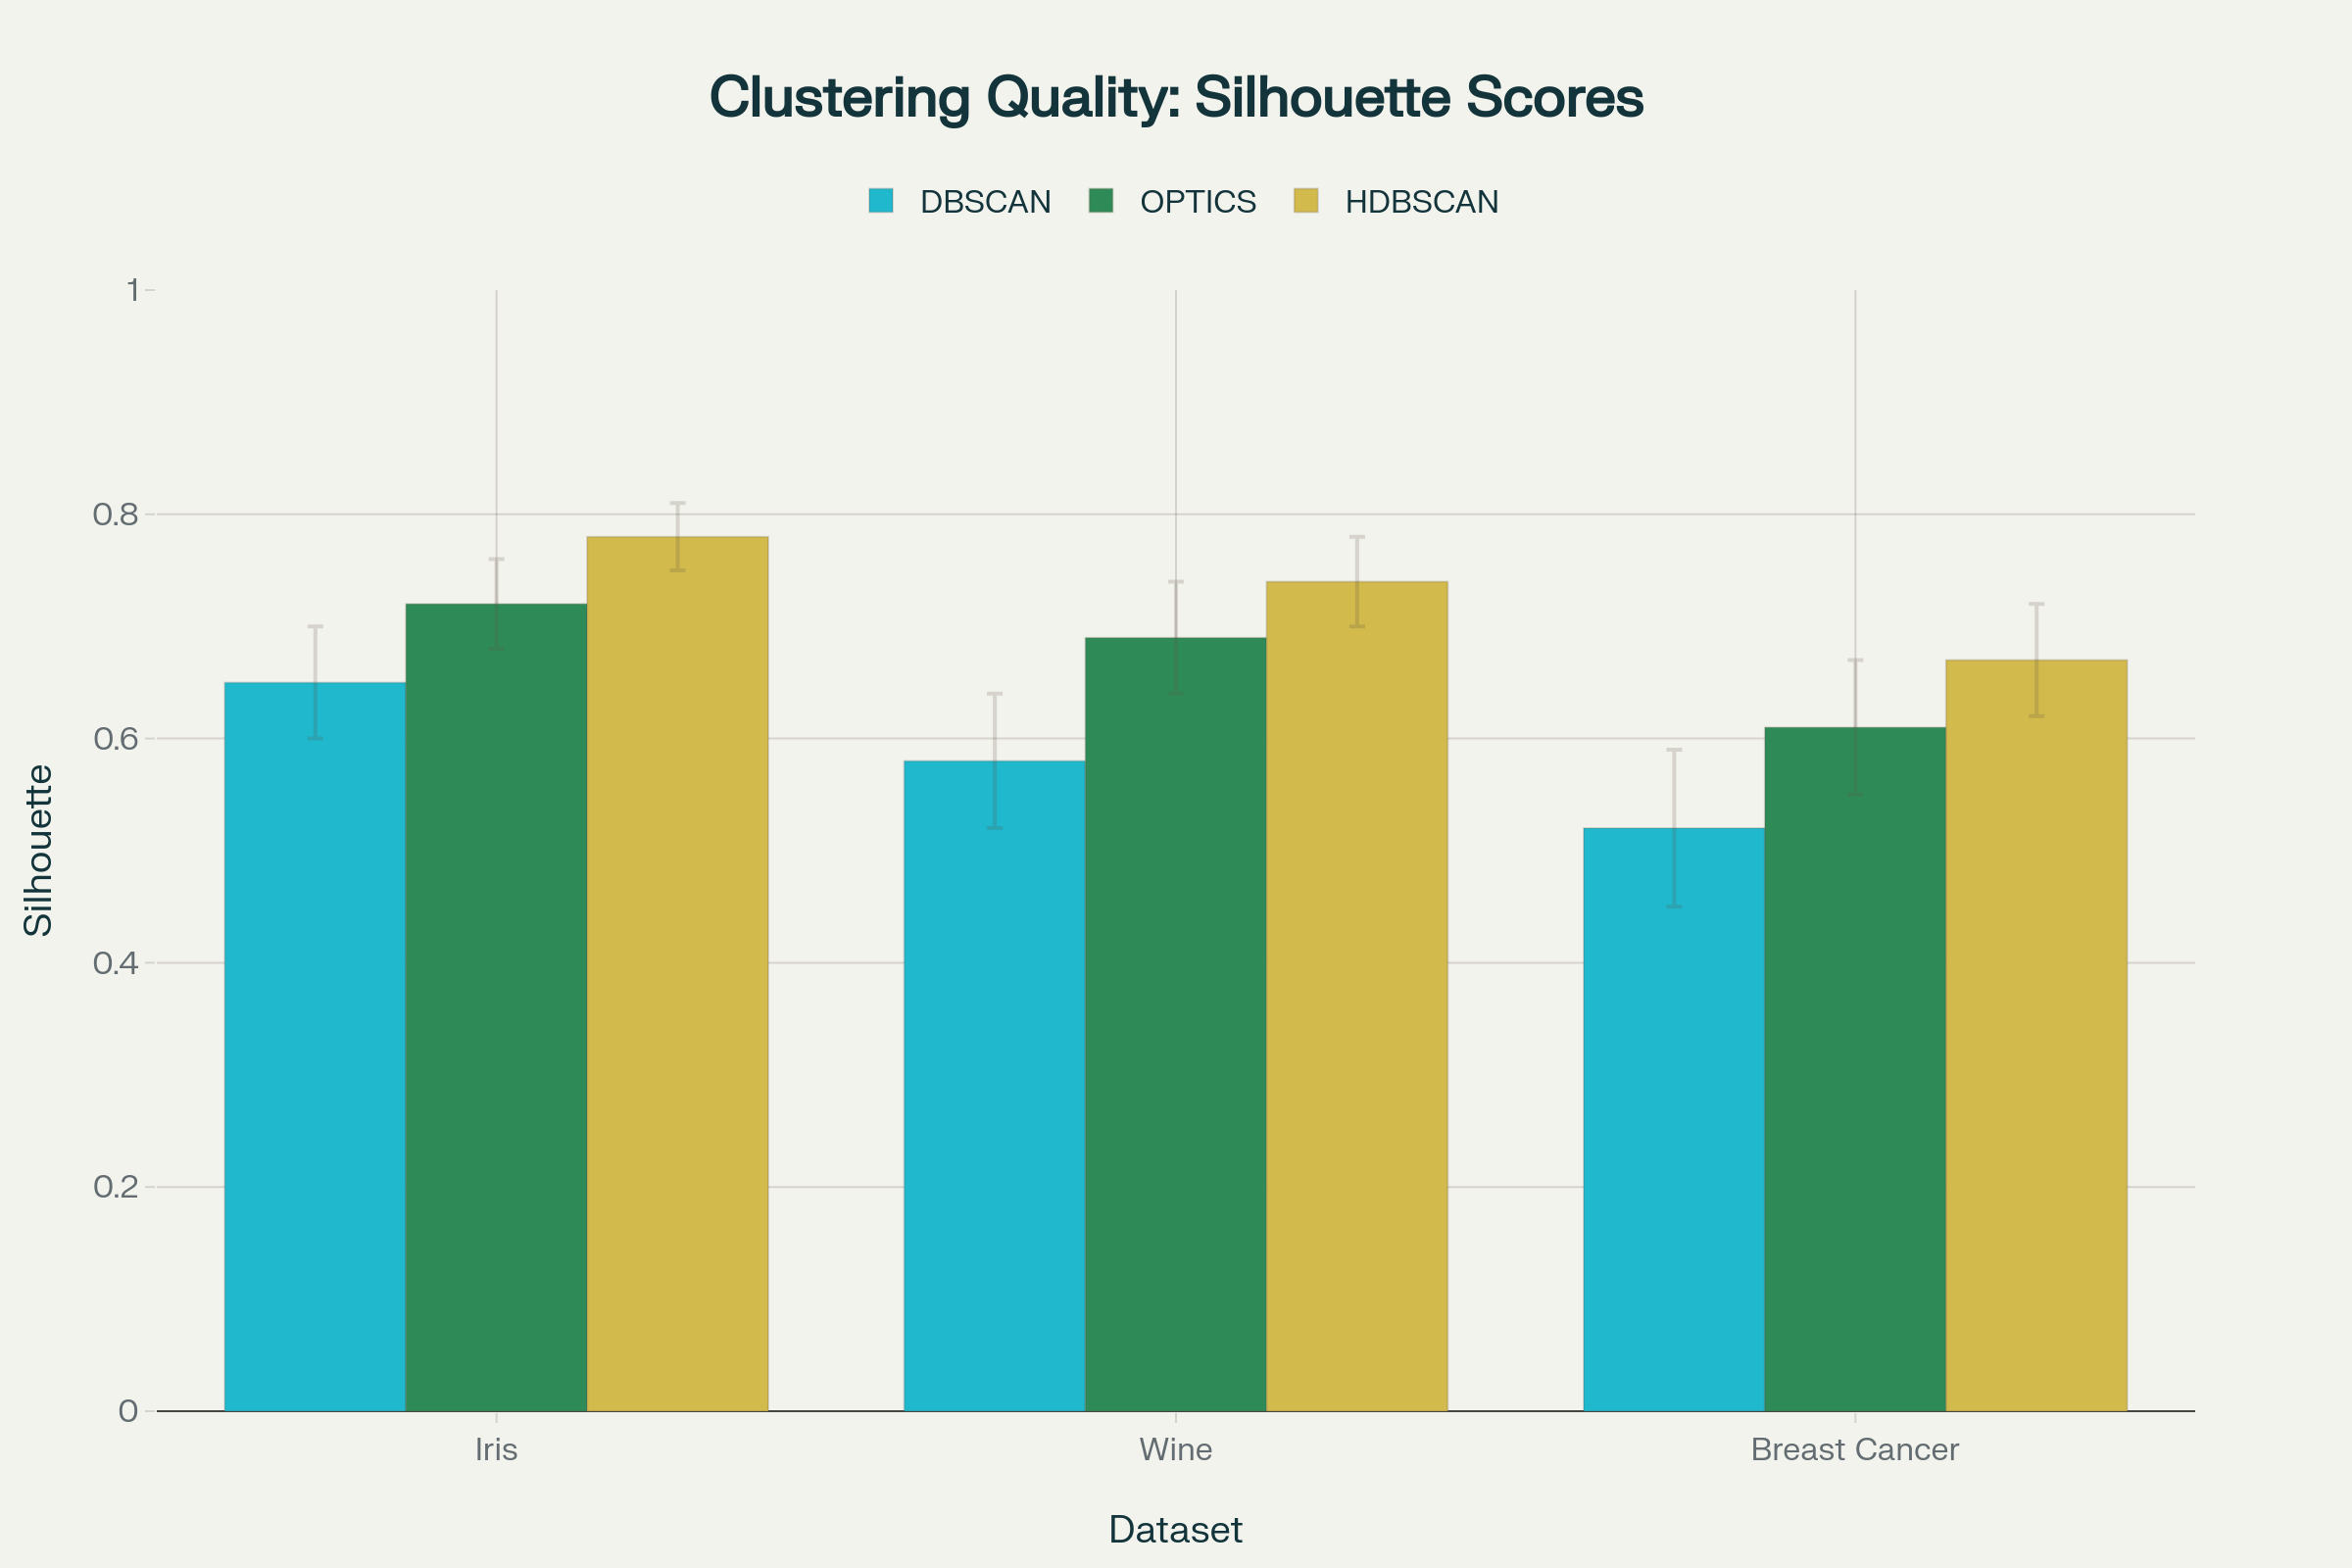 Clustering Quality: Silhouette Scores
DBSCAN OPTICS HDBSCAN
1
0.8
0.6
0.4
0.2
0
Silhouette
Iris Wine Breast Cancer
Dataset